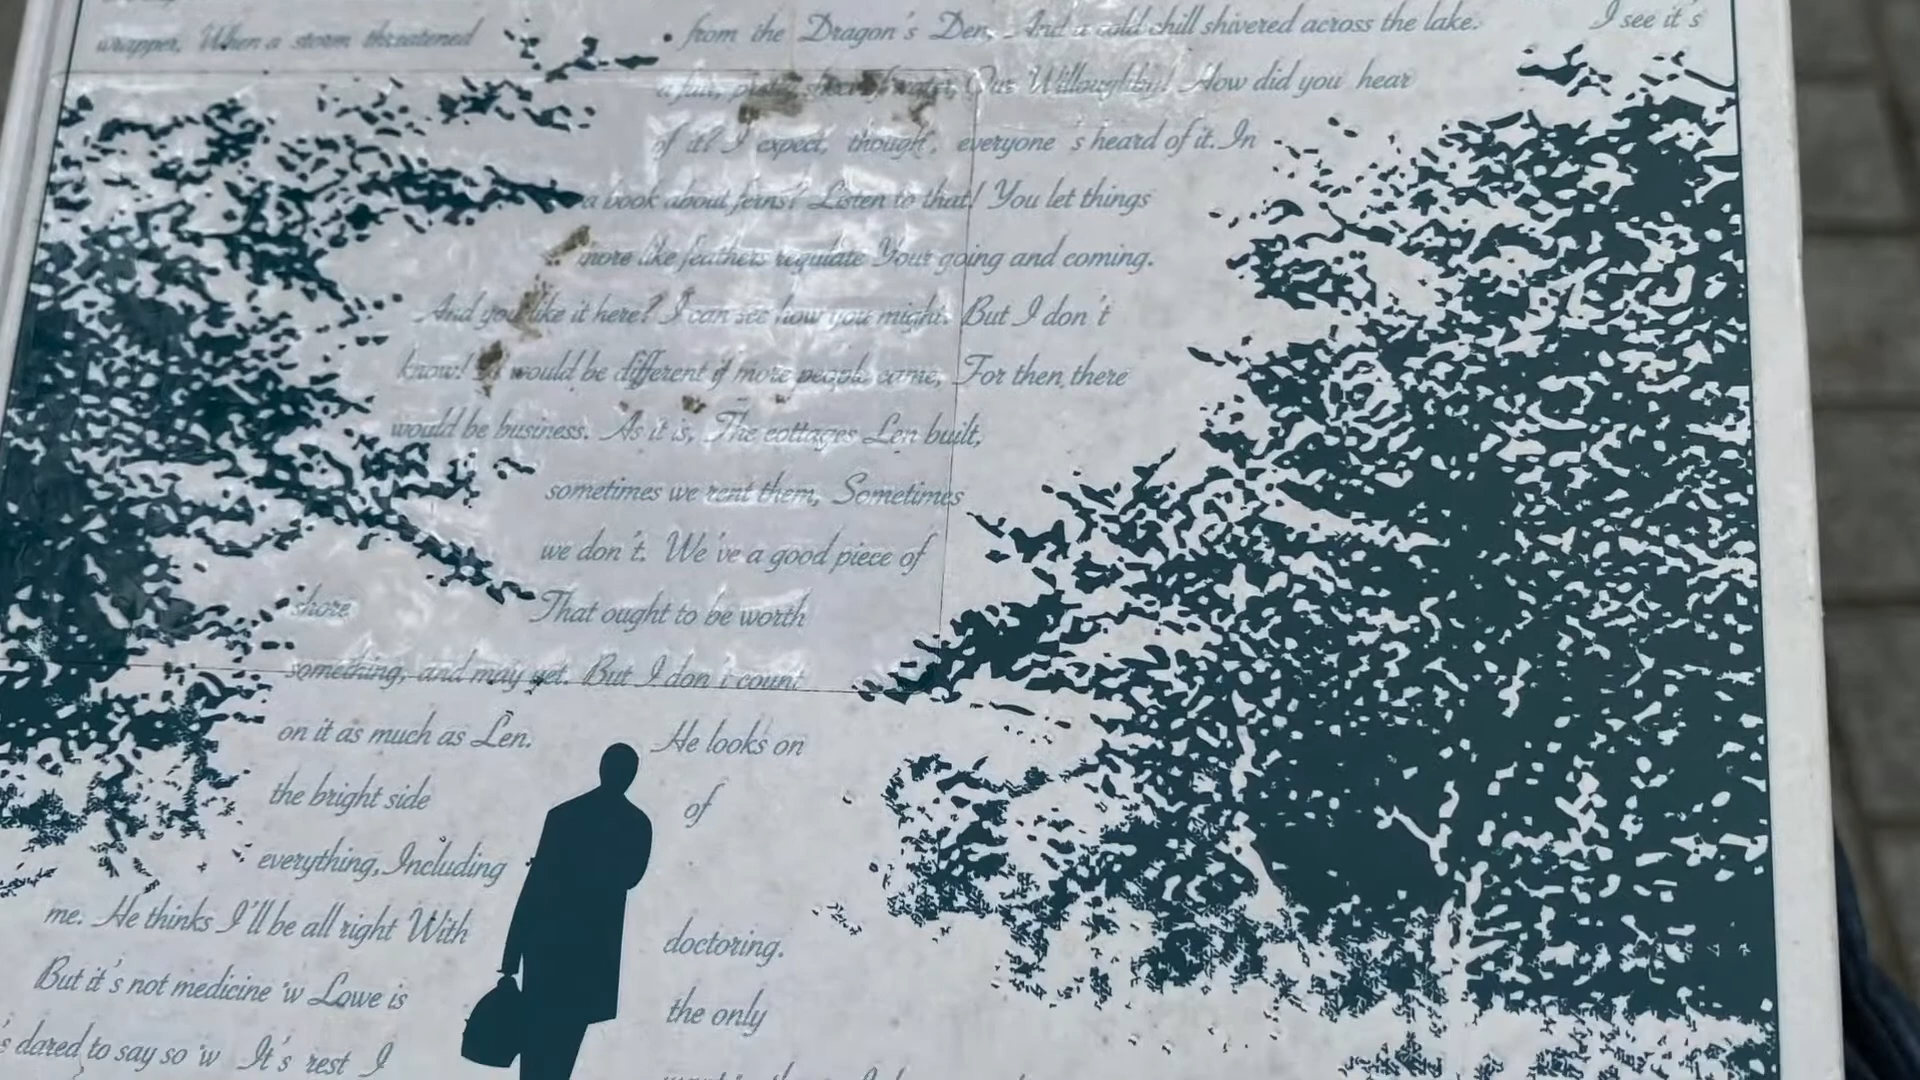 wrapper, When a storm threatened from the Dragon's Den, And a cold chill shivered across the lake. I see it's
a fair, pretty sheet of water, Our Willoughby! How did you hear
of it? I expect, though, everyone 's heard of it. In
a book about ferns? Listen to that! You let things
more like feathers regulate Your going and coming.
And you like it here? I can see how you might. But I don't
know! It would be different if more people came, For then there
would be business. As it is, The cottages Len built,
sometimes we rent them, Sometimes
we don't. We've a good piece of
shore That ought to be worth
something, and may yet. But I don't count
on it as much as Len. He looks on
the bright side of
everything, Including
me. He thinks I'll be all right With doctoring.
But it's not medicine 'w Lowe is the only
's dared to say so 'w It's rest I